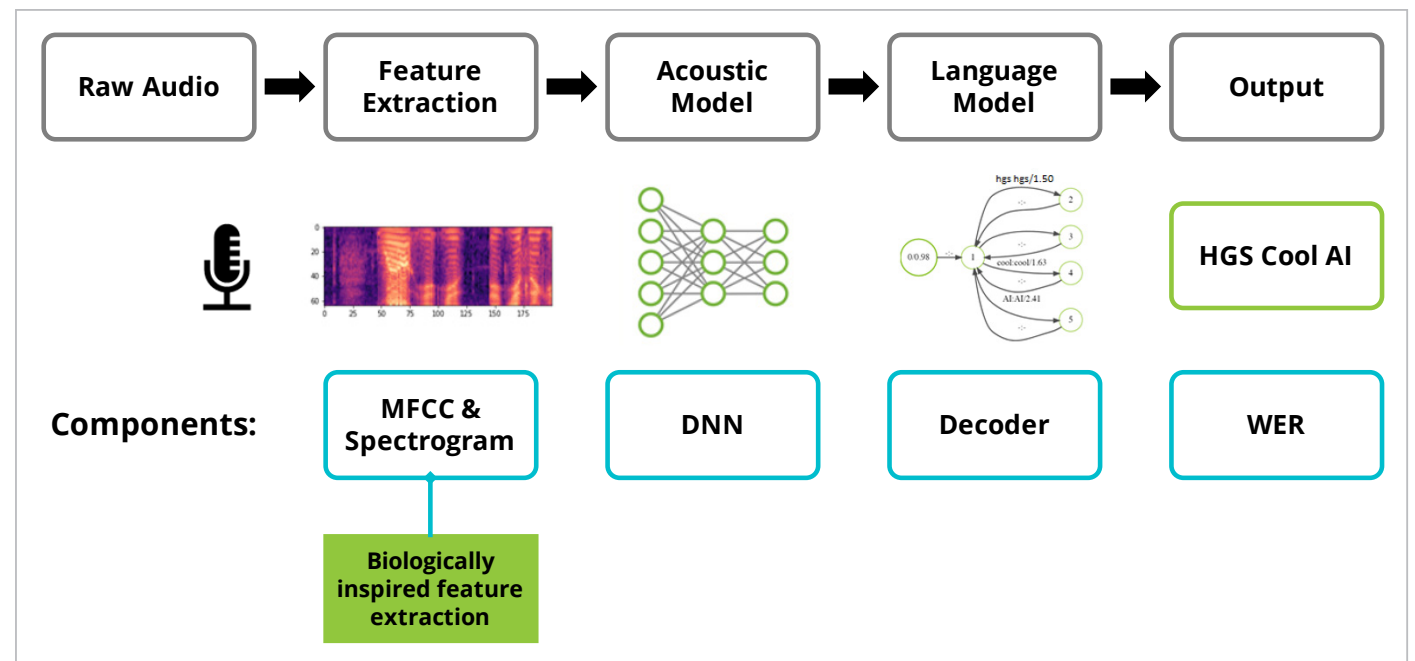 Raw Audio
Feature
Extraction
Acoustic
Model
Language
Model
Output
0
20
40
60
0 25 50 75 100 125 150 175
hgs hgs/1.50
-:-
2
-:-
3
0/0.98
-:-
1
cool:cool/1.63
-:-
4
AI:AI/2.41
-:-
5
HGS Cool AI
Components:
MFCC &
Spectrogram
DNN
Decoder
WER
Biologically
inspired feature
extraction